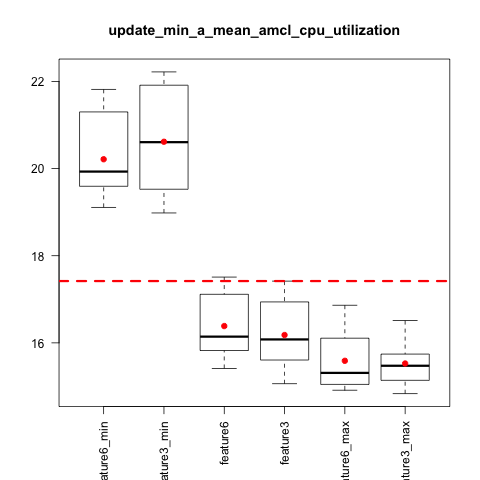 update_min_a_mean_amcl_cpu_utilization
22
20
18
16
ature6_min
ature3_min
feature6
feature3
ture6_max
ture3_max